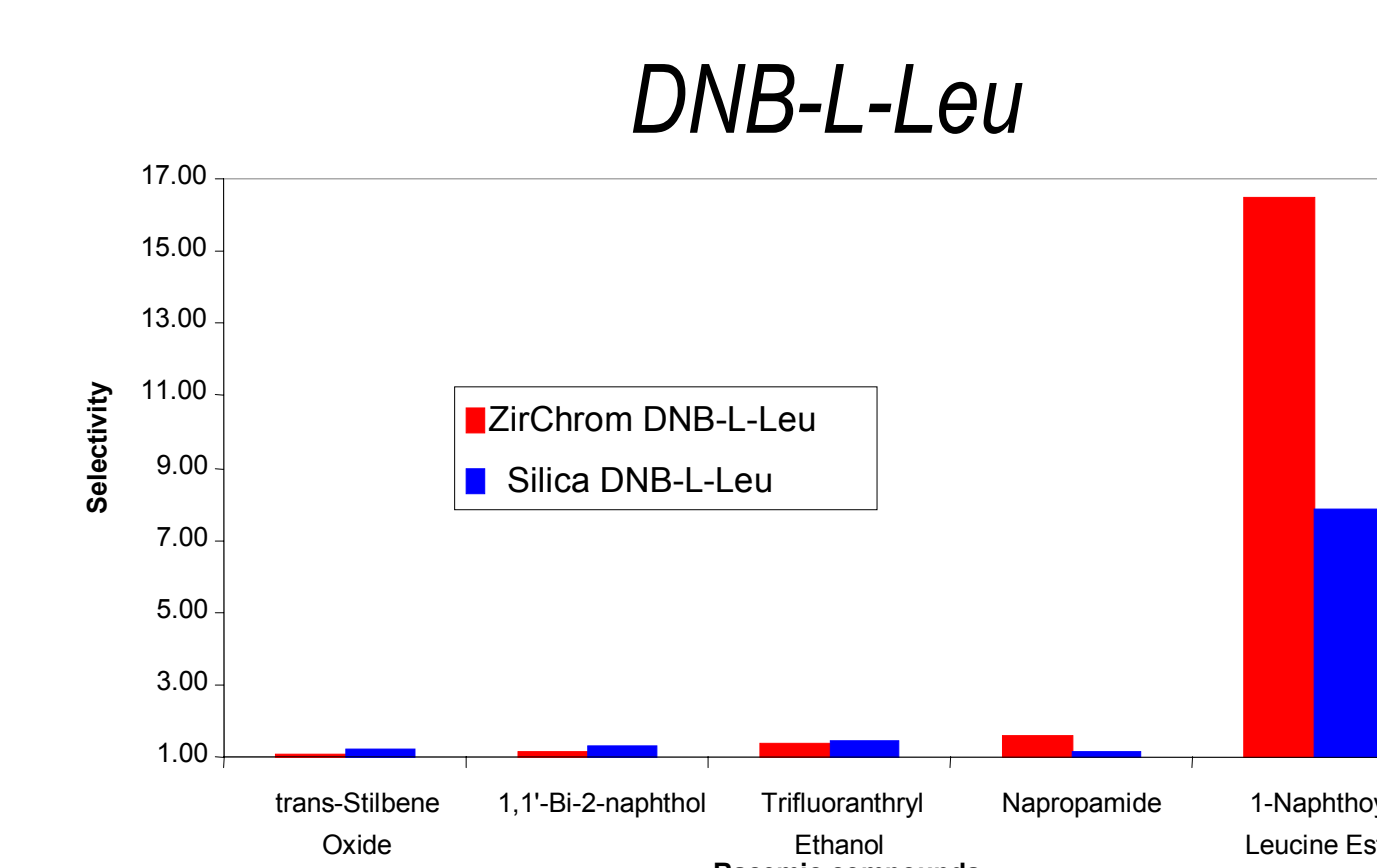 DNB-L-Leu
17.00
15.00
13.00
11.00
9.00
7.00
5.00
3.00
1.00
Selectivity
ZirChrom DNB-L-Leu
Silica DNB-L-Leu
trans-Stilbene
Oxide
1,1'-Bi-2-naphthol
Trifluoranthryl
Ethanol
Napropamide
Leucine